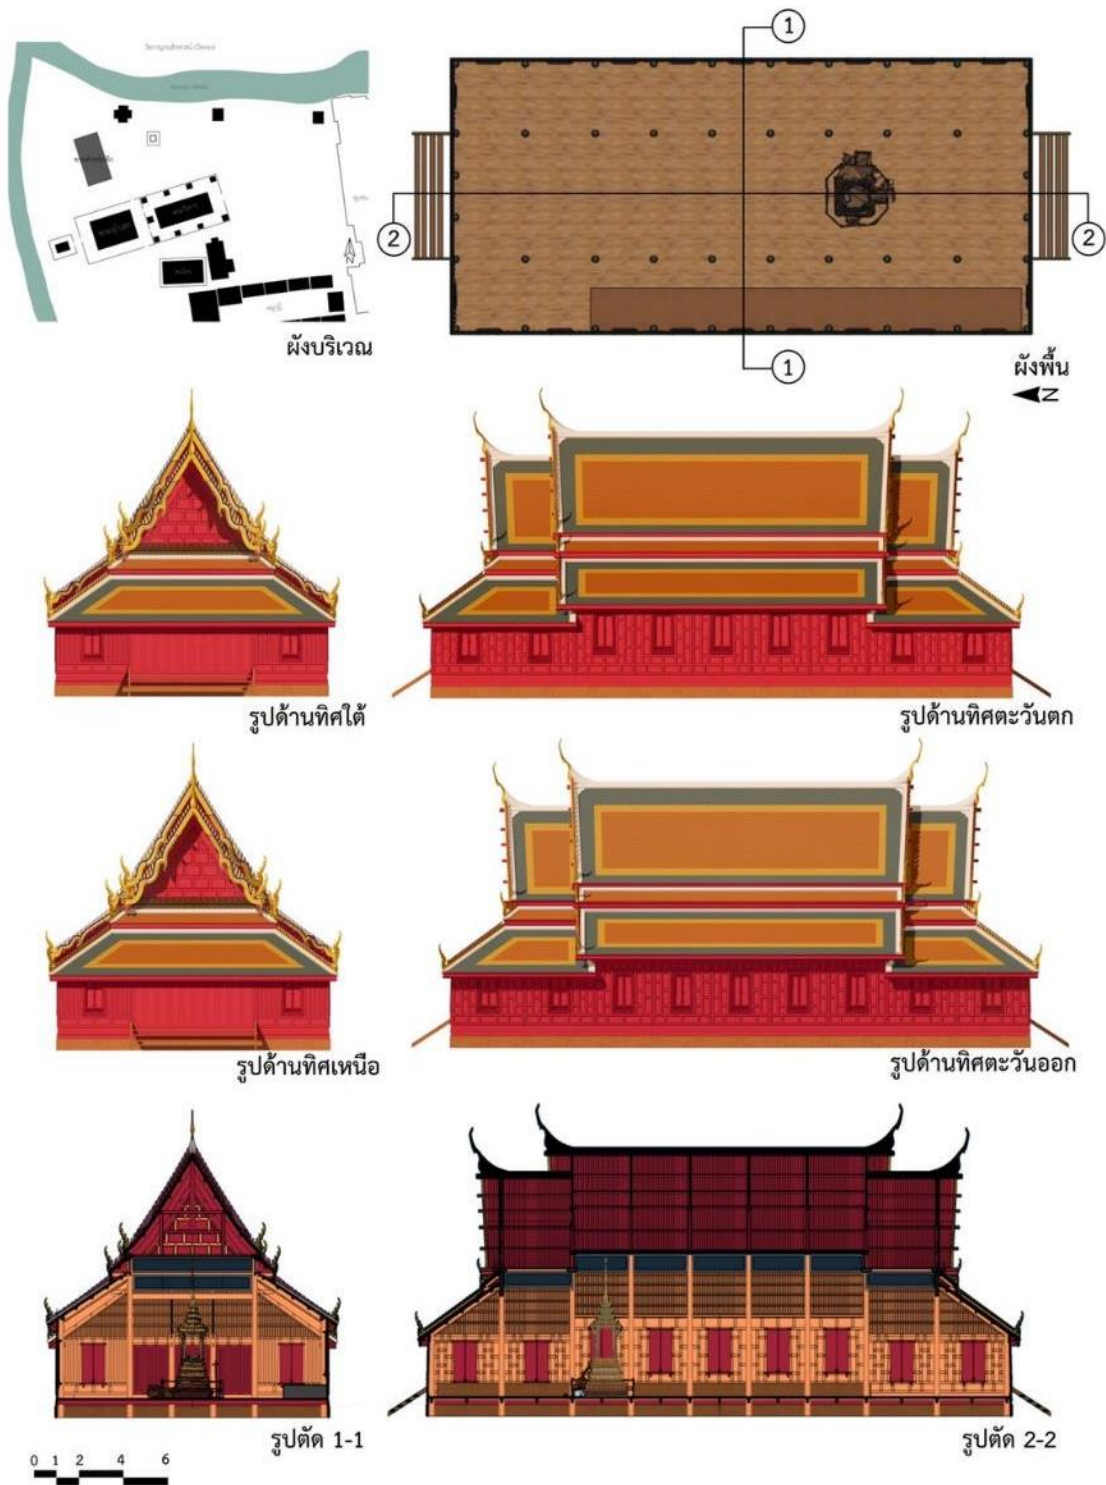 1
2
2
1
ผังบริเวณ
ผังพื้น
N
N
รูปด้านทิศใต้
รูปด้านทิศตะวันตก
รูปด้านทิศเหนือ
รูปด้านทิศตะวันออก
รูปตัด 1-1
รูปตัด 2-2
0 1 2 4 6